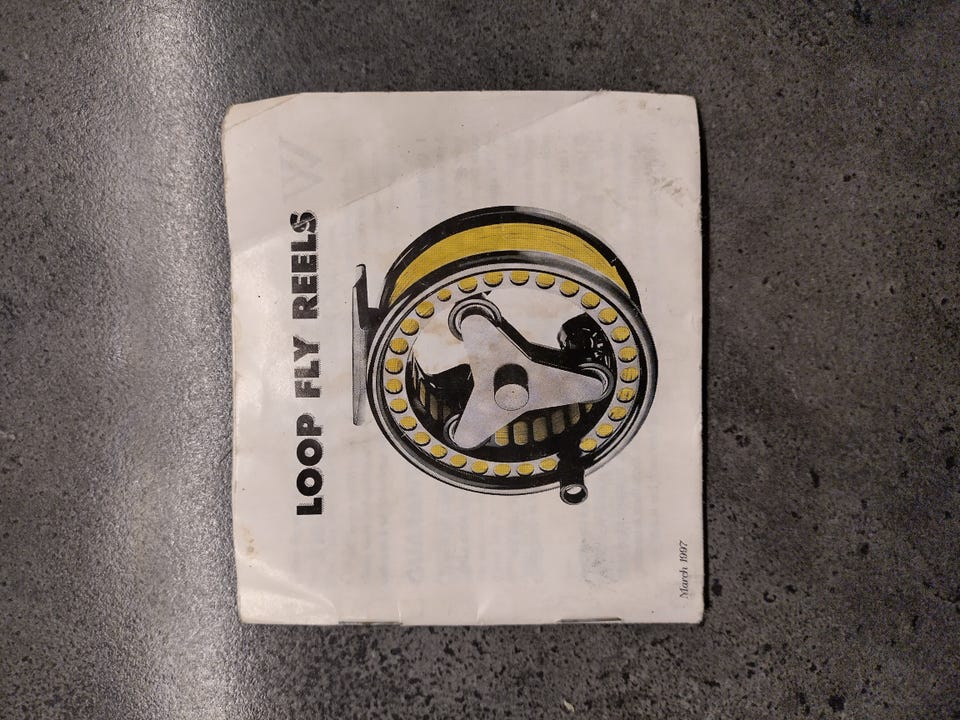 LOOP FLY REELS
March 1997